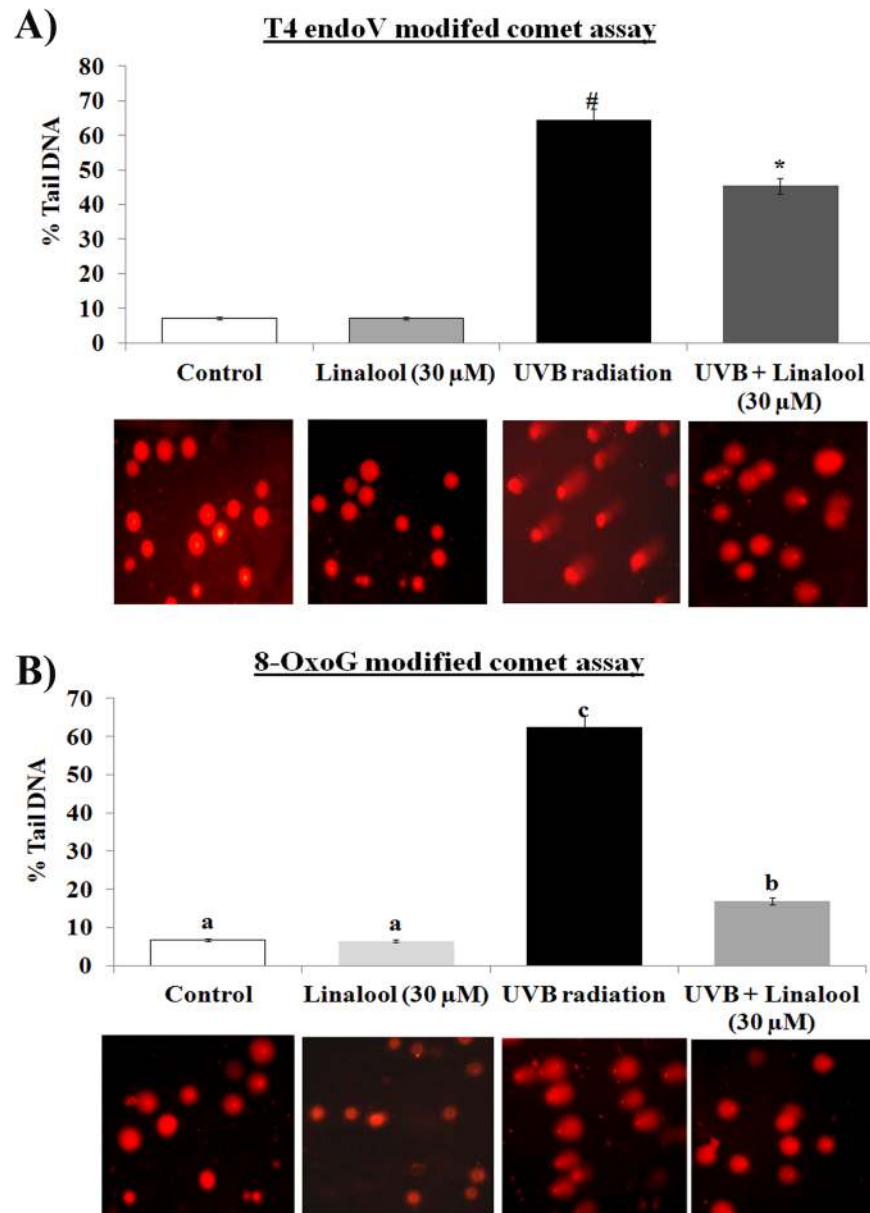 A)
T4 endoV modifed comet assay
80
70
60
50
40
30
20
10
0
% Tail DNA
#
*
Control
Linalool (30 µM)
UVB radiation
UVB + Linalool
(30 µM)
B)
8-OxoG modified comet assay
70
60
50
40
30
20
10
0
% Tail DNA
a
a
c
b
Control
Linalool (30 µM)
UVB radiation
UVB + Linalool
(30 µM)